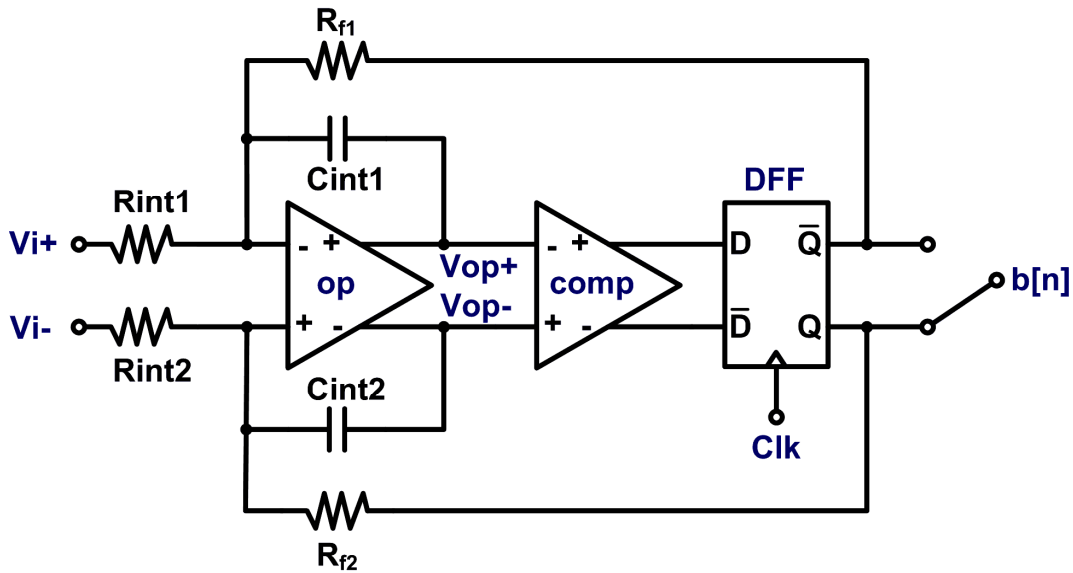 Rf1
Cint1
DFF
Rint1
Vi+
- +
Vop+
- +
D
Q̅
op
comp
b[n]
Vi-
Vop-
+ -
+ -
D̅
Q
Rint2
Cint2
Clk
Rf2